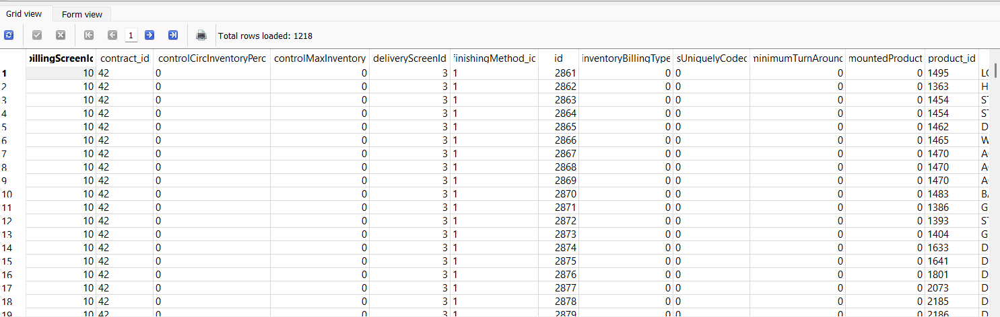 Grid view Form view
1 Total rows loaded: 1218
billingScreenId contract_id controlCircInventoryPerc controlMaxInventory deliveryScreenId finishingMethod_id id inventoryBillingType sUniquelyCoded minimumTurnAround mountedProduct product_id
1 10 42 0 0 3 1 2861 0 0 0 0 1495 LO
2 10 42 0 0 3 1 2862 0 0 0 0 1363 H
3 10 42 0 0 3 1 2863 0 0 0 0 1454 ST
4 10 42 0 0 3 1 2864 0 0 0 0 1454 ST
5 10 42 0 0 3 1 2865 0 0 0 0 1462 D
6 10 42 0 0 3 1 2866 0 0 0 0 1465 W
7 10 42 0 0 3 1 2867 0 0 0 0 1470 A
8 10 42 0 0 3 1 2868 0 0 0 0 1470 A
9 10 42 0 0 3 1 2869 0 0 0 0 1470 A
10 10 42 0 0 3 1 2870 0 0 0 0 1483 BA
11 10 42 0 0 3 1 2871 0 0 0 0 1386 G
12 10 42 0 0 3 1 2872 0 0 0 0 1393 ST
13 10 42 0 0 3 1 2873 0 0 0 0 1404 G
14 10 42 0 0 3 1 2874 0 0 0 0 1633 D
15 10 42 0 0 3 1 2875 0 0 0 0 1641 D
16 10 42 0 0 3 1 2876 0 0 0 0 1801 D
17 10 42 0 0 3 1 2877 0 0 0 0 2073 D
18 10 42 0 0 3 1 2878 0 0 0 0 2185 D
19 10 42 0 0 3 1 2879 0 0 0 0 2186 D